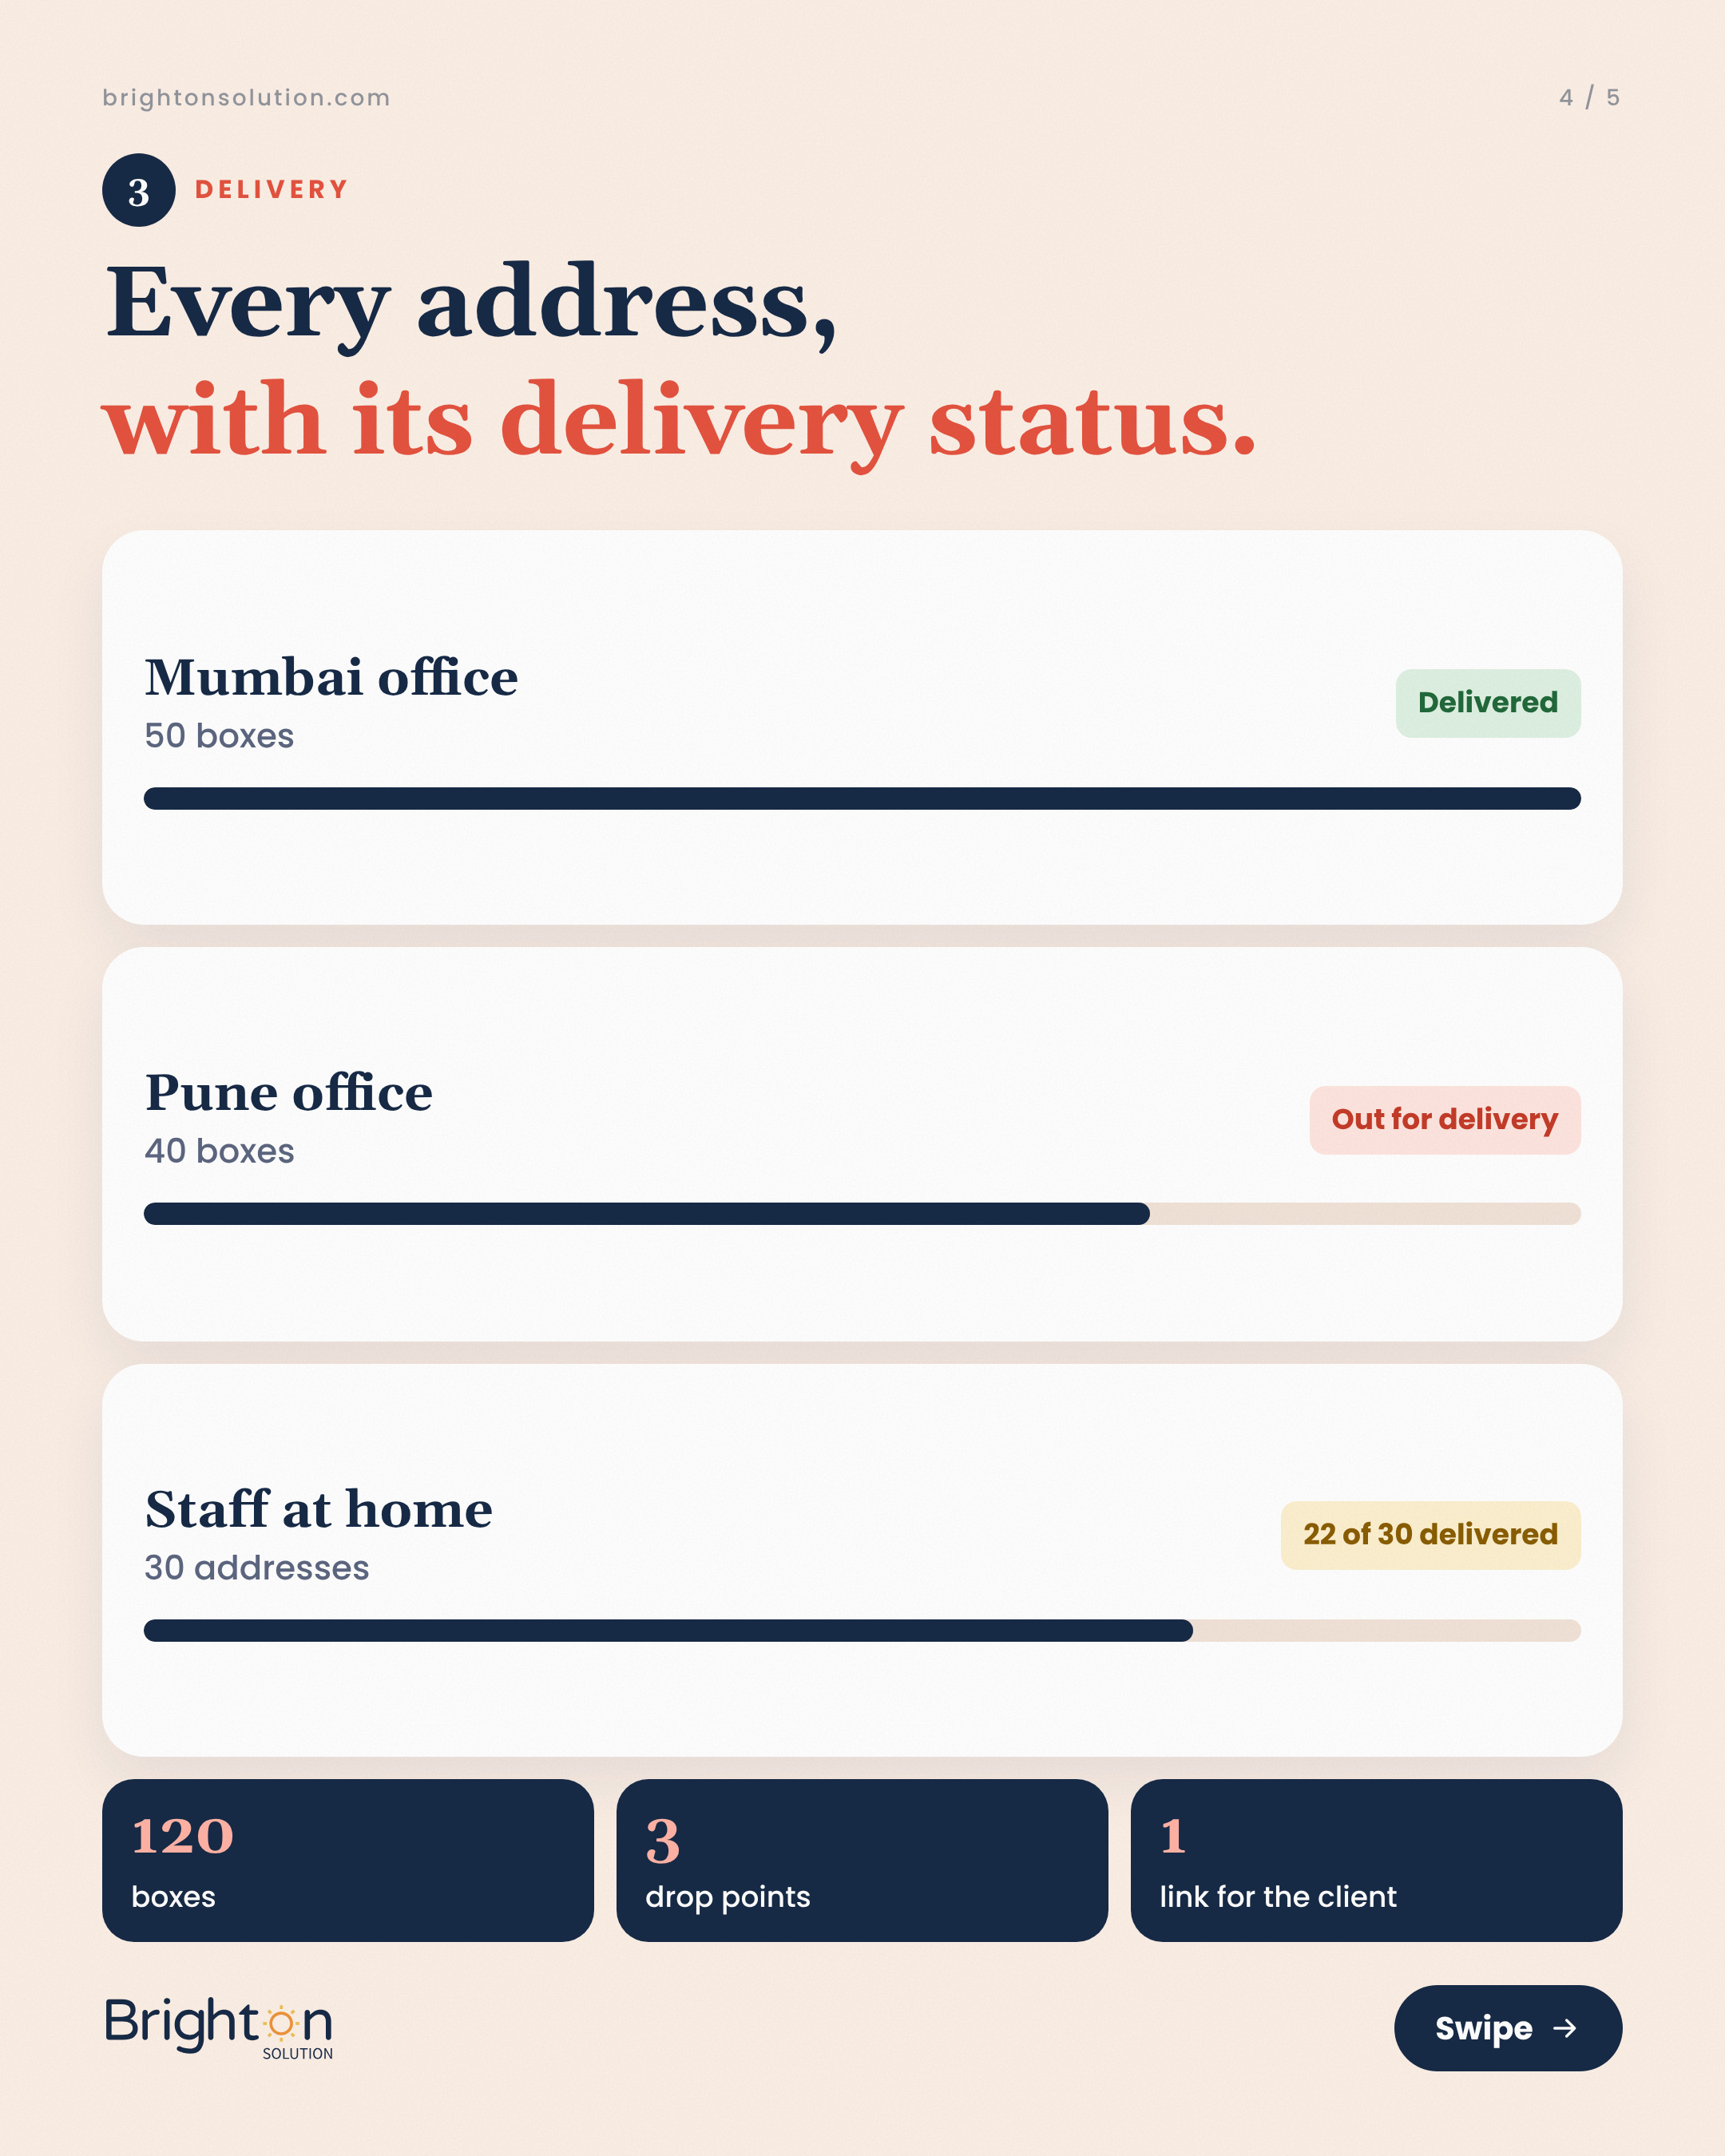 brightonsolution.com
4 / 5
3 DELIVERY
Every address,
with its delivery status.
Mumbai office
50 boxes
Delivered
Pune office
40 boxes
Out for delivery
Staff at home
30 addresses
22 of 30 delivered
120
boxes
3
drop points
1
link for the client
Brighton
SOLUTION
Swipe →